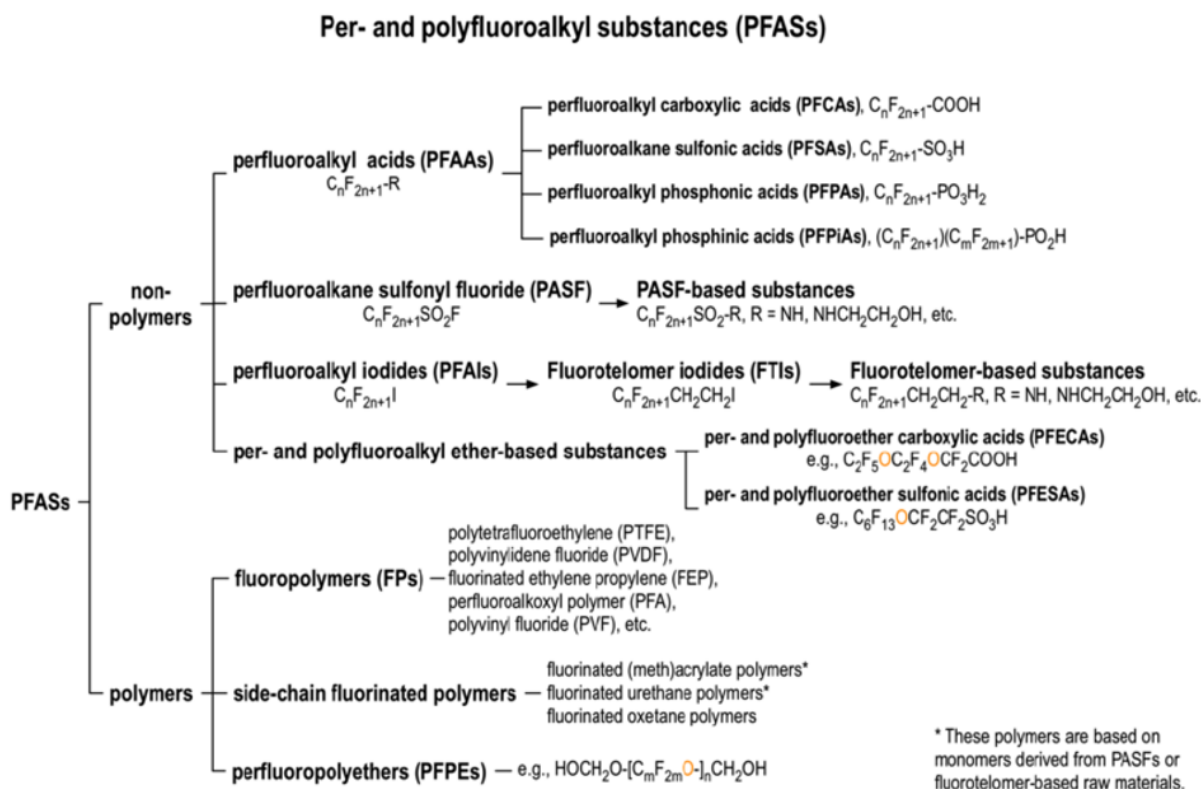 Per- and polyfluoroalkyl substances (PFASs)
perfluoroalkyl carboxylic acids (PFCAs), CₙF₂ₙ₊₁-COOH
perfluoroalkyl acids (PFAAs)
CₙF₂ₙ₊₁-R
perfluoroalkane sulfonic acids (PFSAs), CₙF₂ₙ₊₁-SO₃H
perfluoroalkyl phosphonic acids (PFPAs), CₙF₂ₙ₊₁-PO₃H₂
perfluoroalkyl phosphinic acids (PFPiAs), (CₙF₂ₙ₊₁)(CₘF₂ₘ₊₁)-PO₂H
non-
polymers
perfluoroalkane sulfonyl fluoride (PASF)
CₙF₂ₙ₊₁SO₂F
PASF-based substances
CₙF₂ₙ₊₁SO₂-R, R = NH, NHCH₂CH₂OH, etc.
perfluoroalkyl iodides (PFAIs)
CₙF₂ₙ₊₁I
Fluorotelomer iodides (FTIs)
CₙF₂ₙ₊₁CH₂CH₂I
Fluorotelomer-based substances
CₙF₂ₙ₊₁CH₂CH₂-R, R = NH, NHCH₂CH₂OH, etc.
per- and polyfluoroalkyl ether-based substances
per- and polyfluoroether carboxylic acids (PFECAs)
e.g., C₂F₅OC₂F₄OCF₂COOH
per- and polyfluoroether sulfonic acids (PFESAs)
e.g., C₆F₁₃OCF₂CF₂SO₃H
PFASs
fluoropolymers (FPs)
polytetrafluoroethylene (PTFE),
polyvinylidene fluoride (PVDF),
fluorinated ethylene propylene (FEP),
perfluoroalkoxyl polymer (PFA),
polyvinyl fluoride (PVF), etc.
polymers
side-chain fluorinated polymers
fluorinated (meth)acrylate polymers*
fluorinated urethane polymers*
fluorinated oxetane polymers
perfluoropolyethers (PFPEs)
e.g., HOCH₂O-[CₘF₂ₘO-]ₙCH₂OH
* These polymers are based on
monomers derived from PASFs or
fluorotelomer-based raw materials.